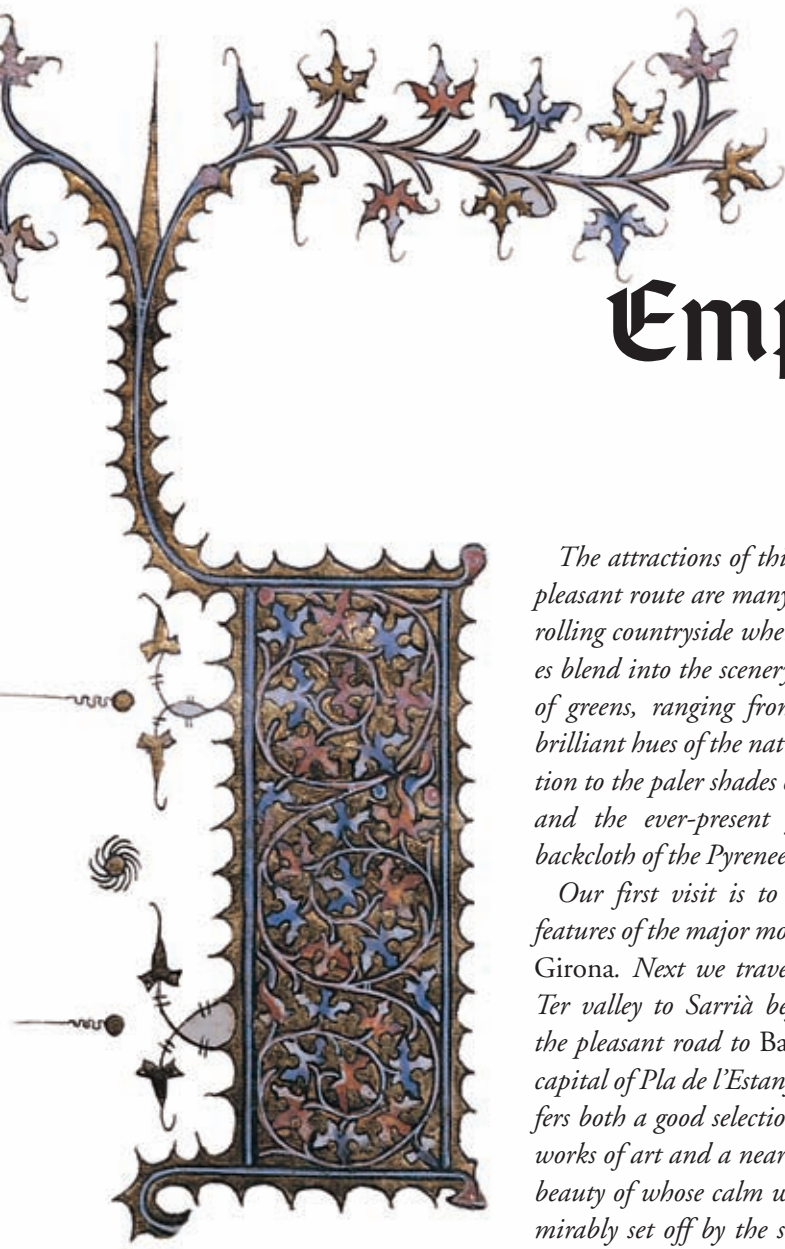 Emp
The attractions of thi
pleasant route are many
rolling countryside whe
es blend into the scenery
of greens, ranging fron
brilliant hues of the nat
tion to the paler shades
and the ever-present
backcloth of the Pyrenee
Our first visit is to
features of the major mo
Girona. Next we trave
Ter valley to Sarrià be
the pleasant road to Ba
capital of Pla de l’Estan
fers both a good selectio
works of art and a near
beauty of whose calm w
mirably set off by the s